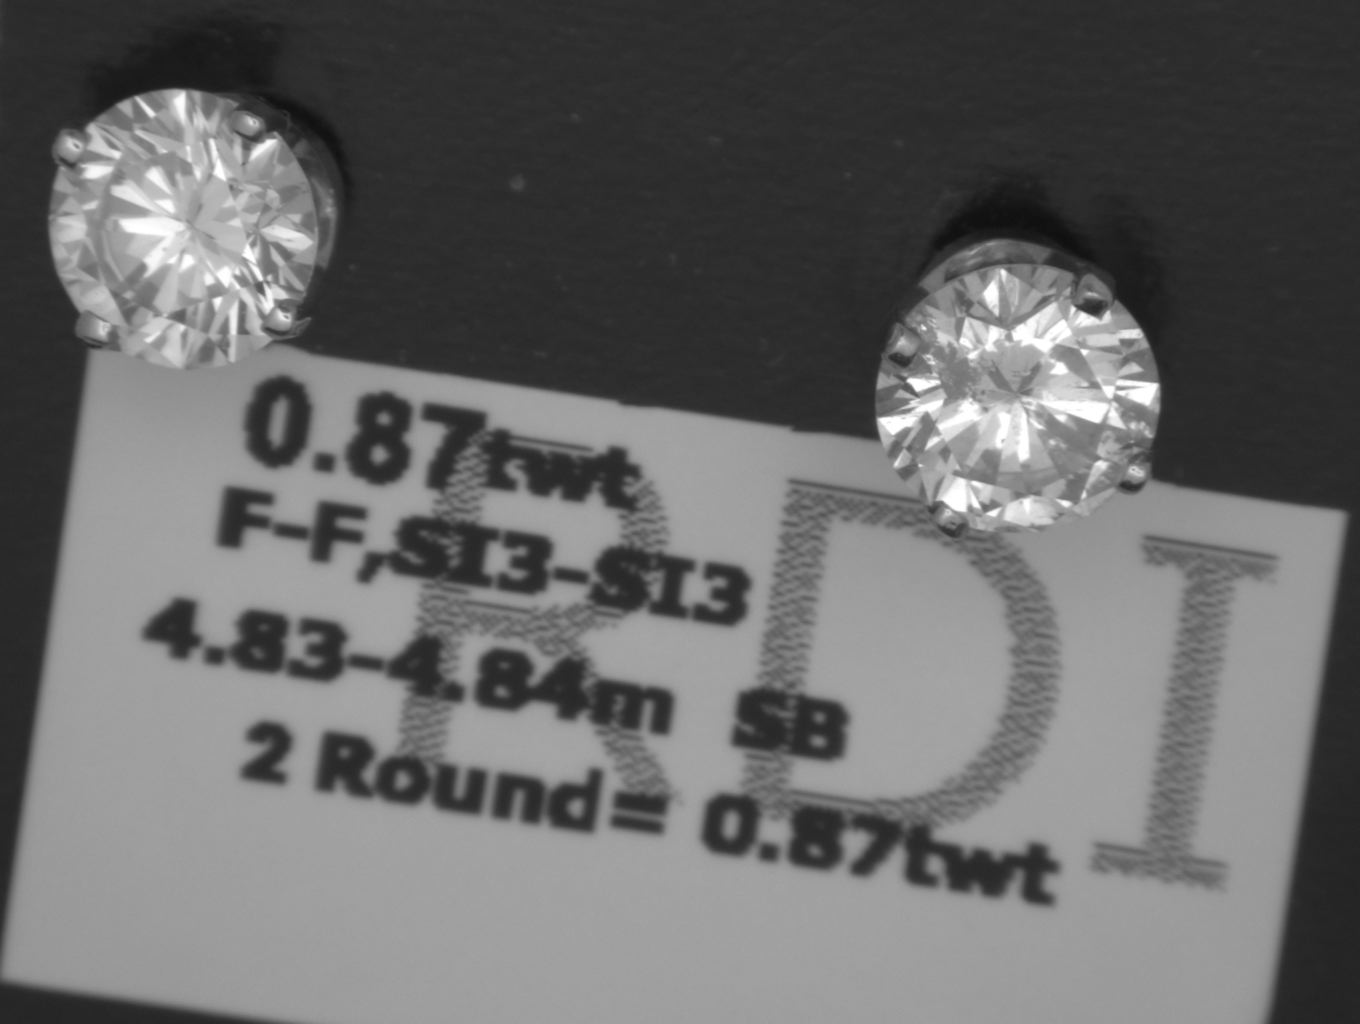 0.87twt
F-F,SI3-SI3
4.83-4.84m SB
2 Round= 0.87twt
RDI